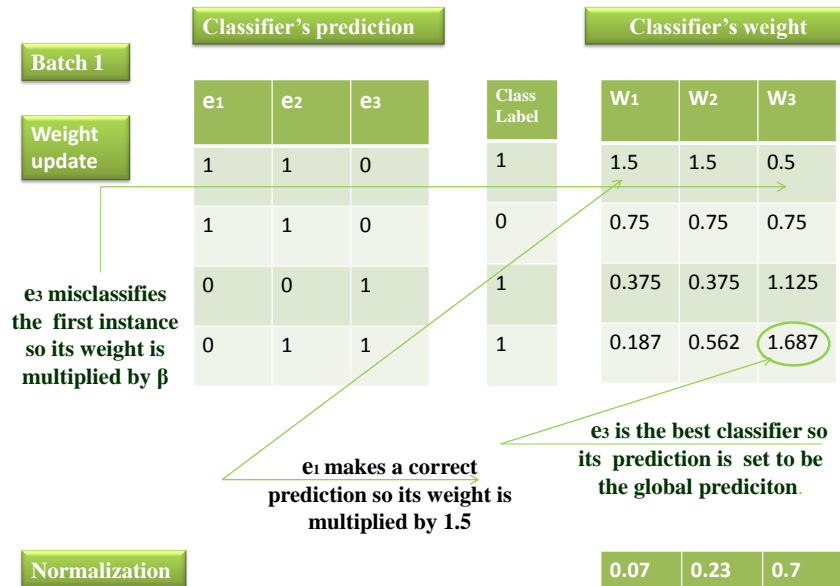 Classifier's prediction
Classifier's weight
Batch 1
Weight
update
e1 e2 e3
Class
Label
W1 W2 W3
1 1 0 1 1.5 1.5 0.5
1 1 0 0 0.75 0.75 0.75
0 0 1 1 0.375 0.375 1.125
0 1 1 1 0.187 0.562 1.687
e3 misclassifies
the first instance
so its weight is
multiplied by β
e1 makes a correct
prediction so its weight is
multiplied by 1.5
e3 is the best classifier so
its prediction is set to be
the global prediciton.
Normalization
0.07 0.23 0.7